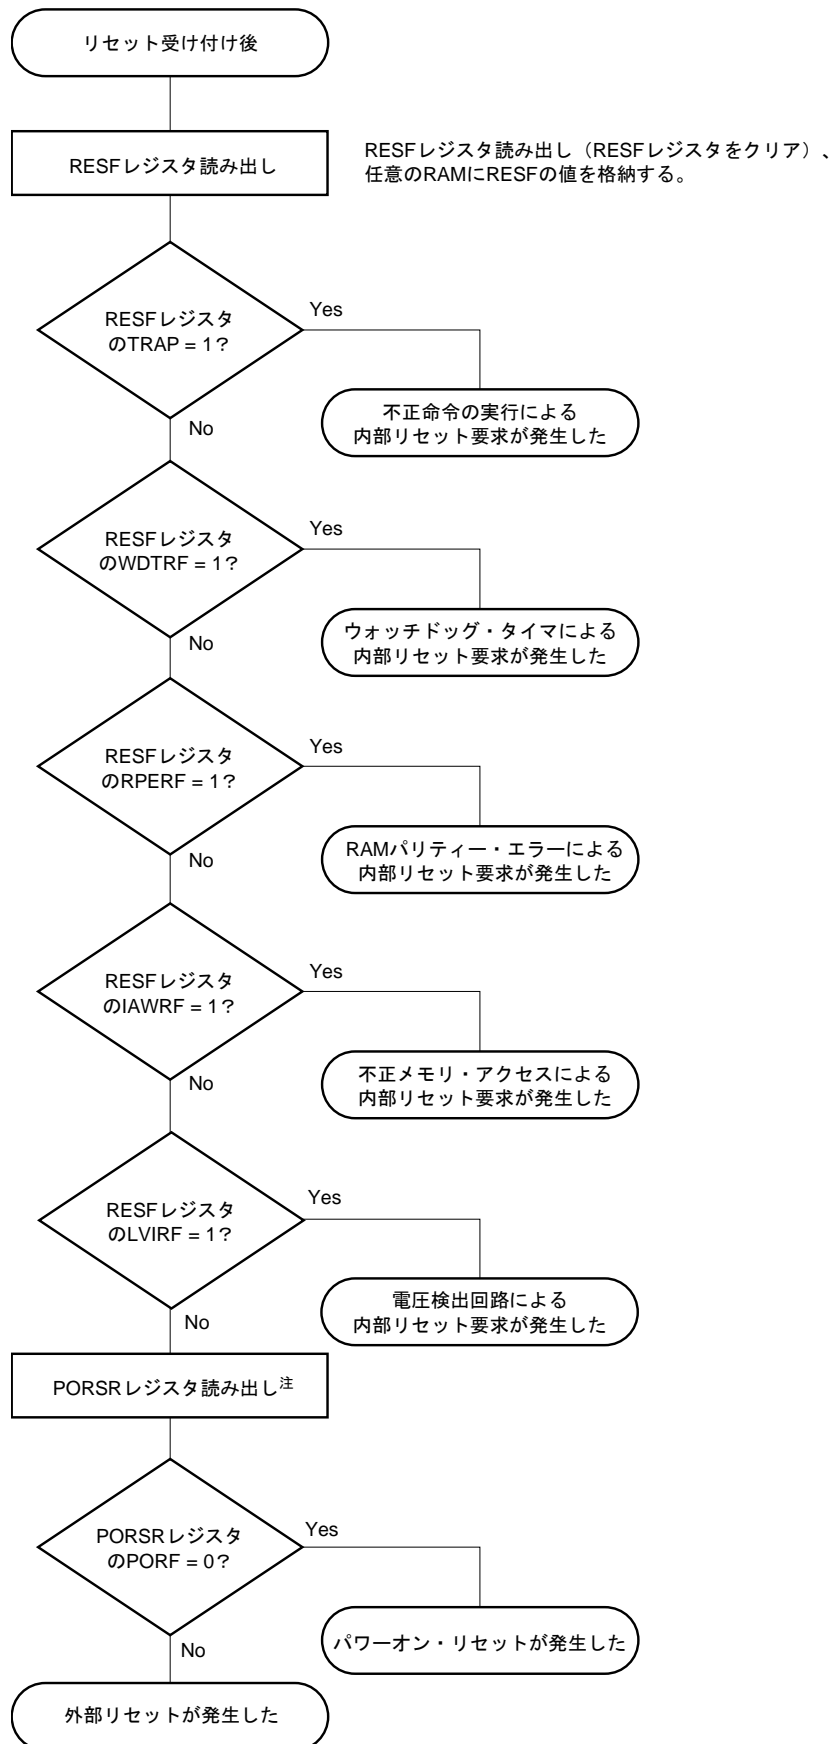 リセット受け付け後
RESFレジスタ読み出し
RESFレジスタ読み出し（RESFレジスタをクリア）、
任意のRAMにRESFの値を格納する。
RESFレジスタ
のTRAP = 1?
Yes
不正命令の実行による
内部リセット要求が発生した
No
RESFレジスタ
のWDTRF = 1?
Yes
ウォッチドッグ・タイマによる
内部リセット要求が発生した
No
RESFレジスタ
のRPERF = 1?
Yes
RAMパリティー・エラーによる
内部リセット要求が発生した
No
RESFレジスタ
のIAWRF = 1?
Yes
不正メモリ・アクセスによる
内部リセット要求が発生した
No
RESFレジスタ
のLVIRF = 1?
Yes
電圧検出回路による
内部リセット要求が発生した
No
PORSRレジスタ読み出し注
PORSRレジスタ
のPORF = 0?
Yes
パワーオン・リセットが発生した
No
外部リセットが発生した